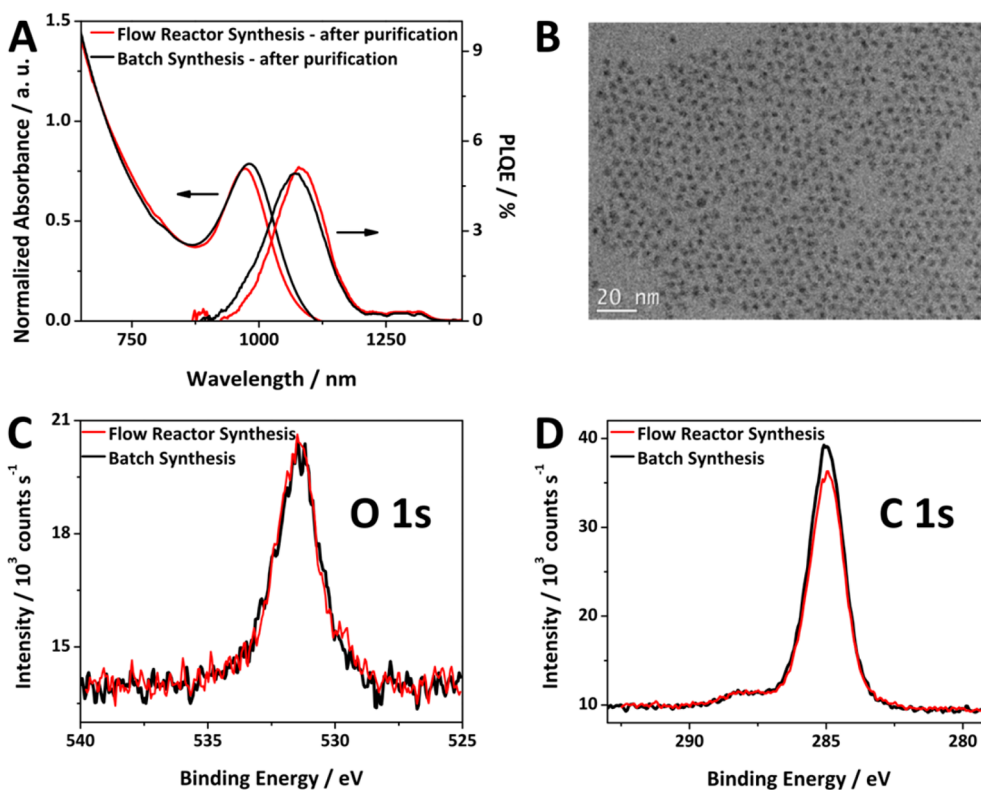 A
Flow Reactor Synthesis - after purification
Batch Synthesis - after purification
1.5
1.0
0.5
0.0
Normalized Absorbance / a. u.
9
6
3
0
PLQE / %
750
1000
1250
Wavelength / nm
B
20 nm
C
Flow Reactor Synthesis
Batch Synthesis
O 1s
21
18
15
Intensity / 10³ counts s⁻¹
540
535
530
525
Binding Energy / eV
D
Flow Reactor Synthesis
Batch Synthesis
C 1s
40
30
20
10
Intensity / 10³ counts s⁻¹
290
285
280
Binding Energy / eV